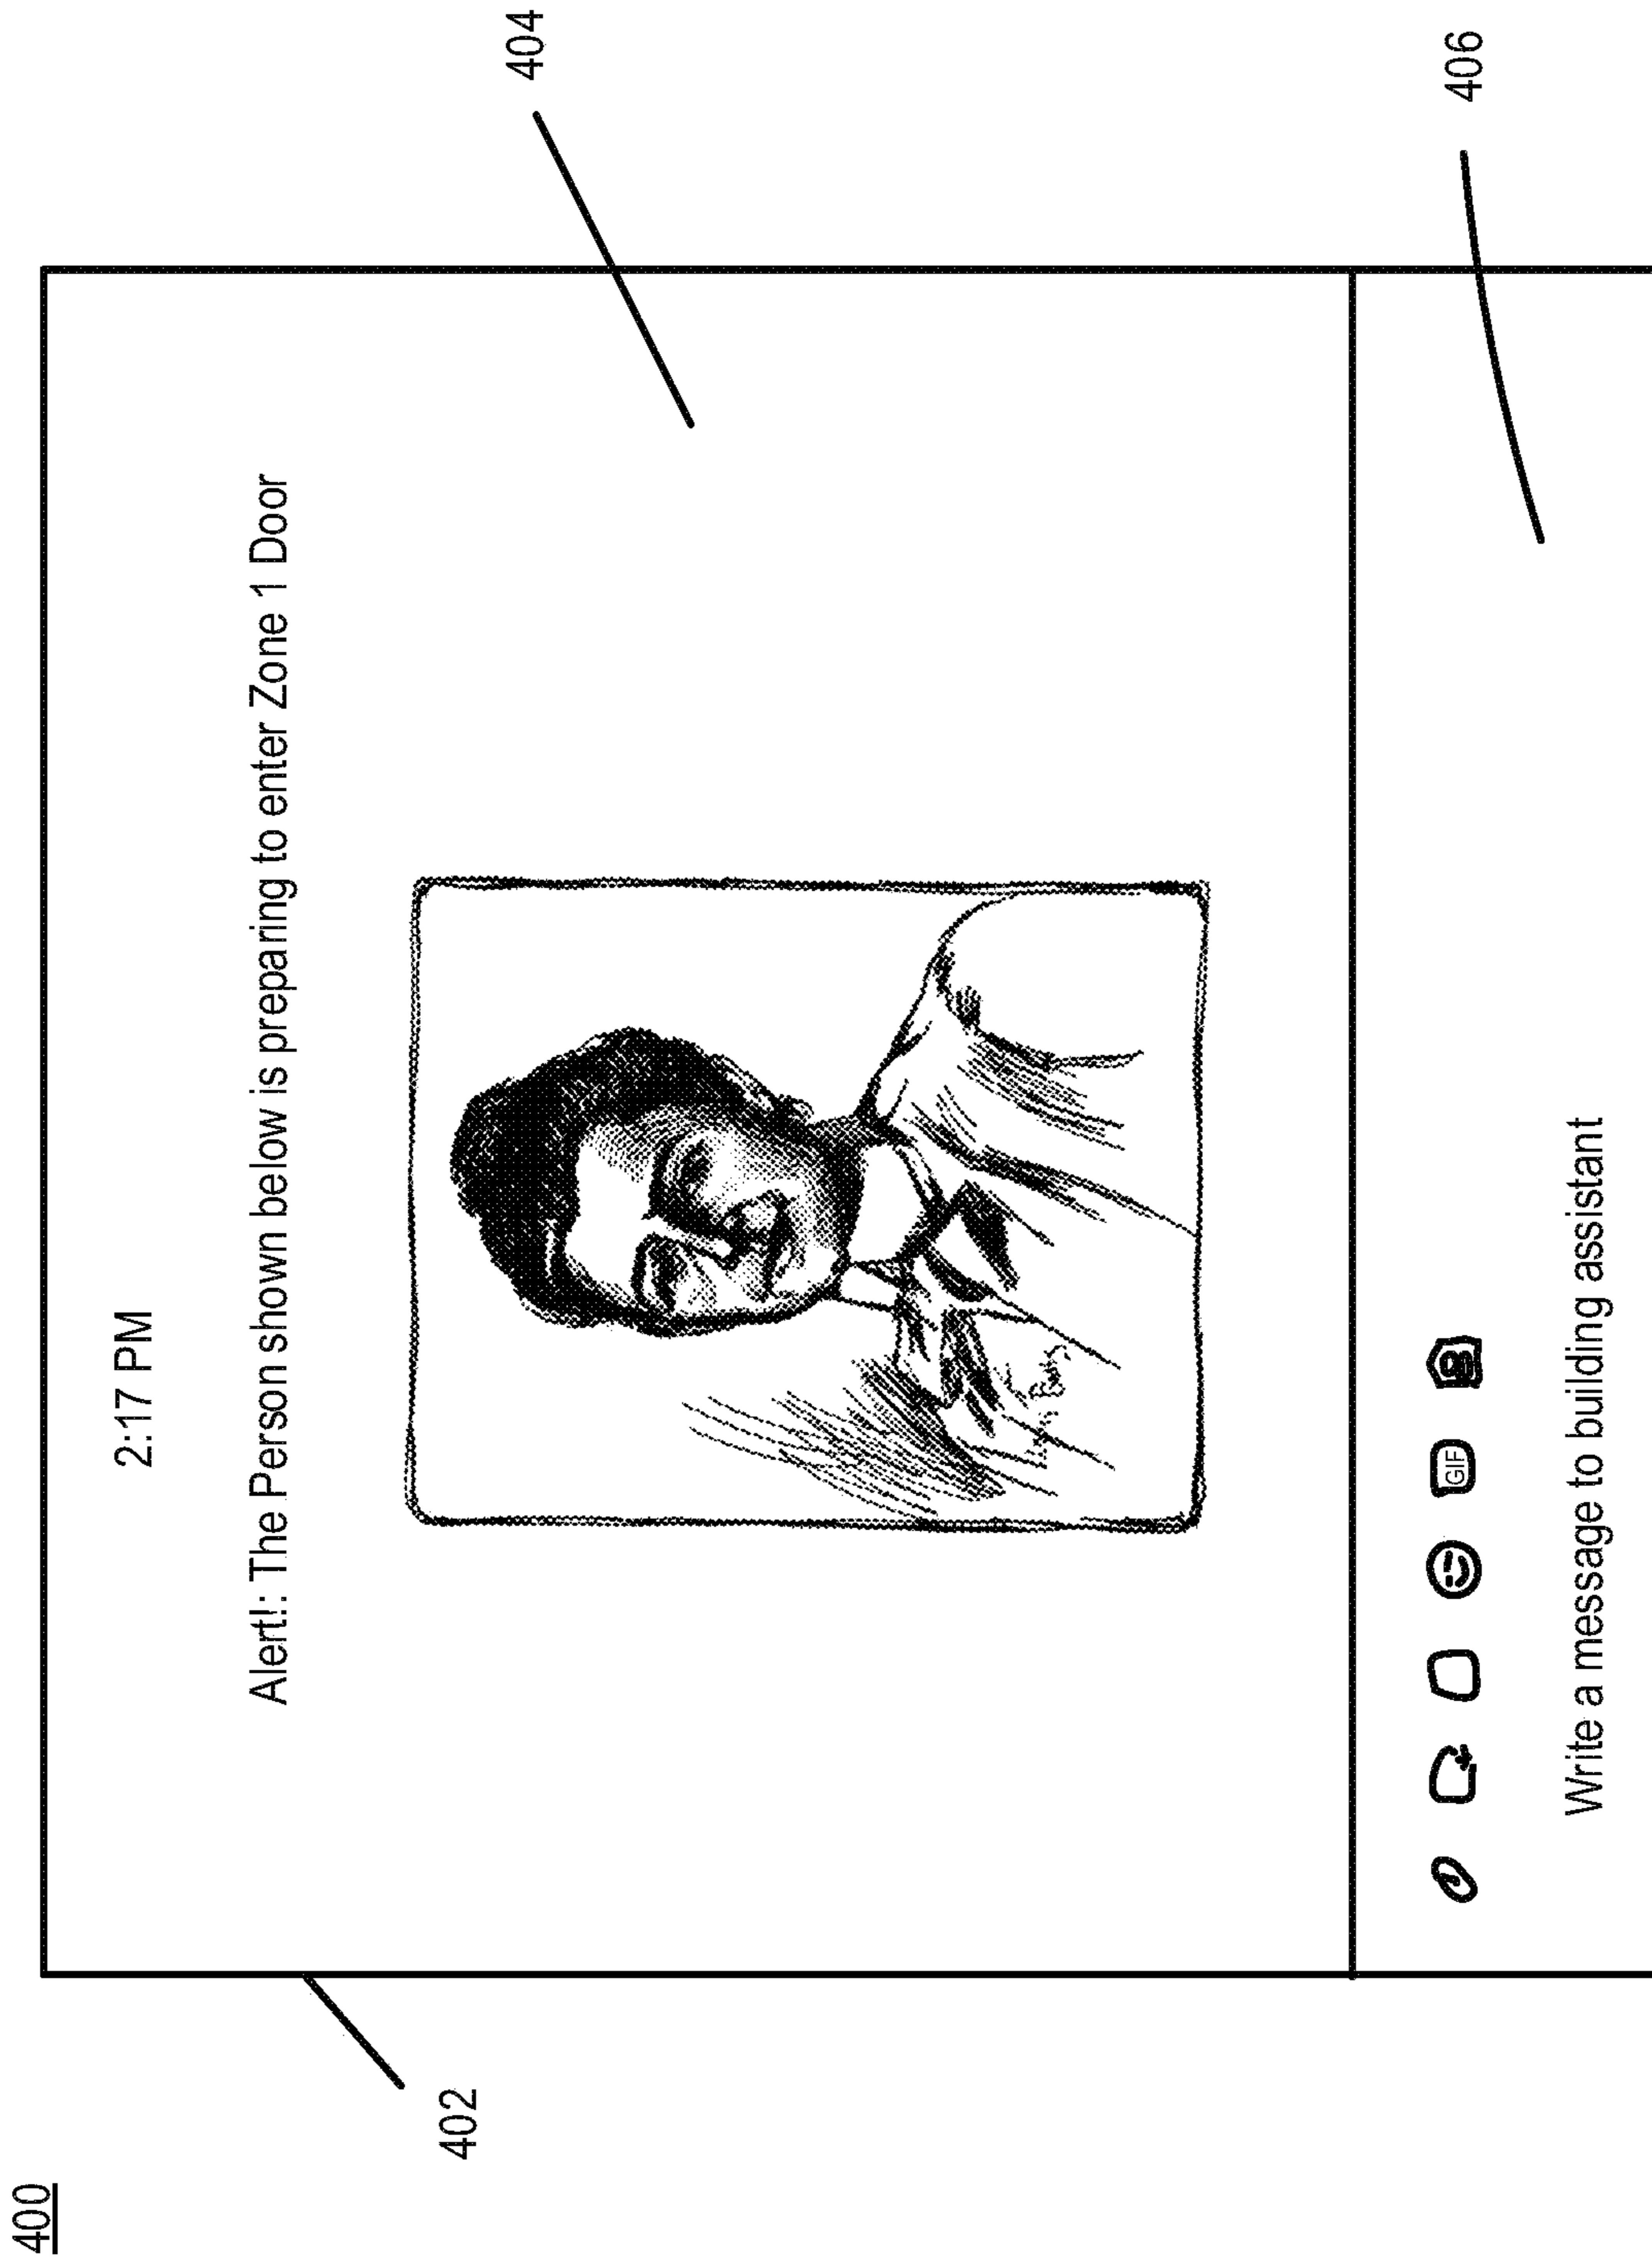 400
402
2:17 PM
Alert!: The Person shown below is preparing to enter Zone 1 Door
404
GIF
406
Write a message to building assistant